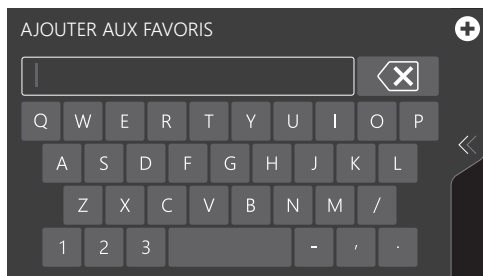 AJOUTER AUX FAVORIS
Q W E R T Y U I O P
A S D F G H J K L
Z X C V B N M /
1 2 3 - ' .